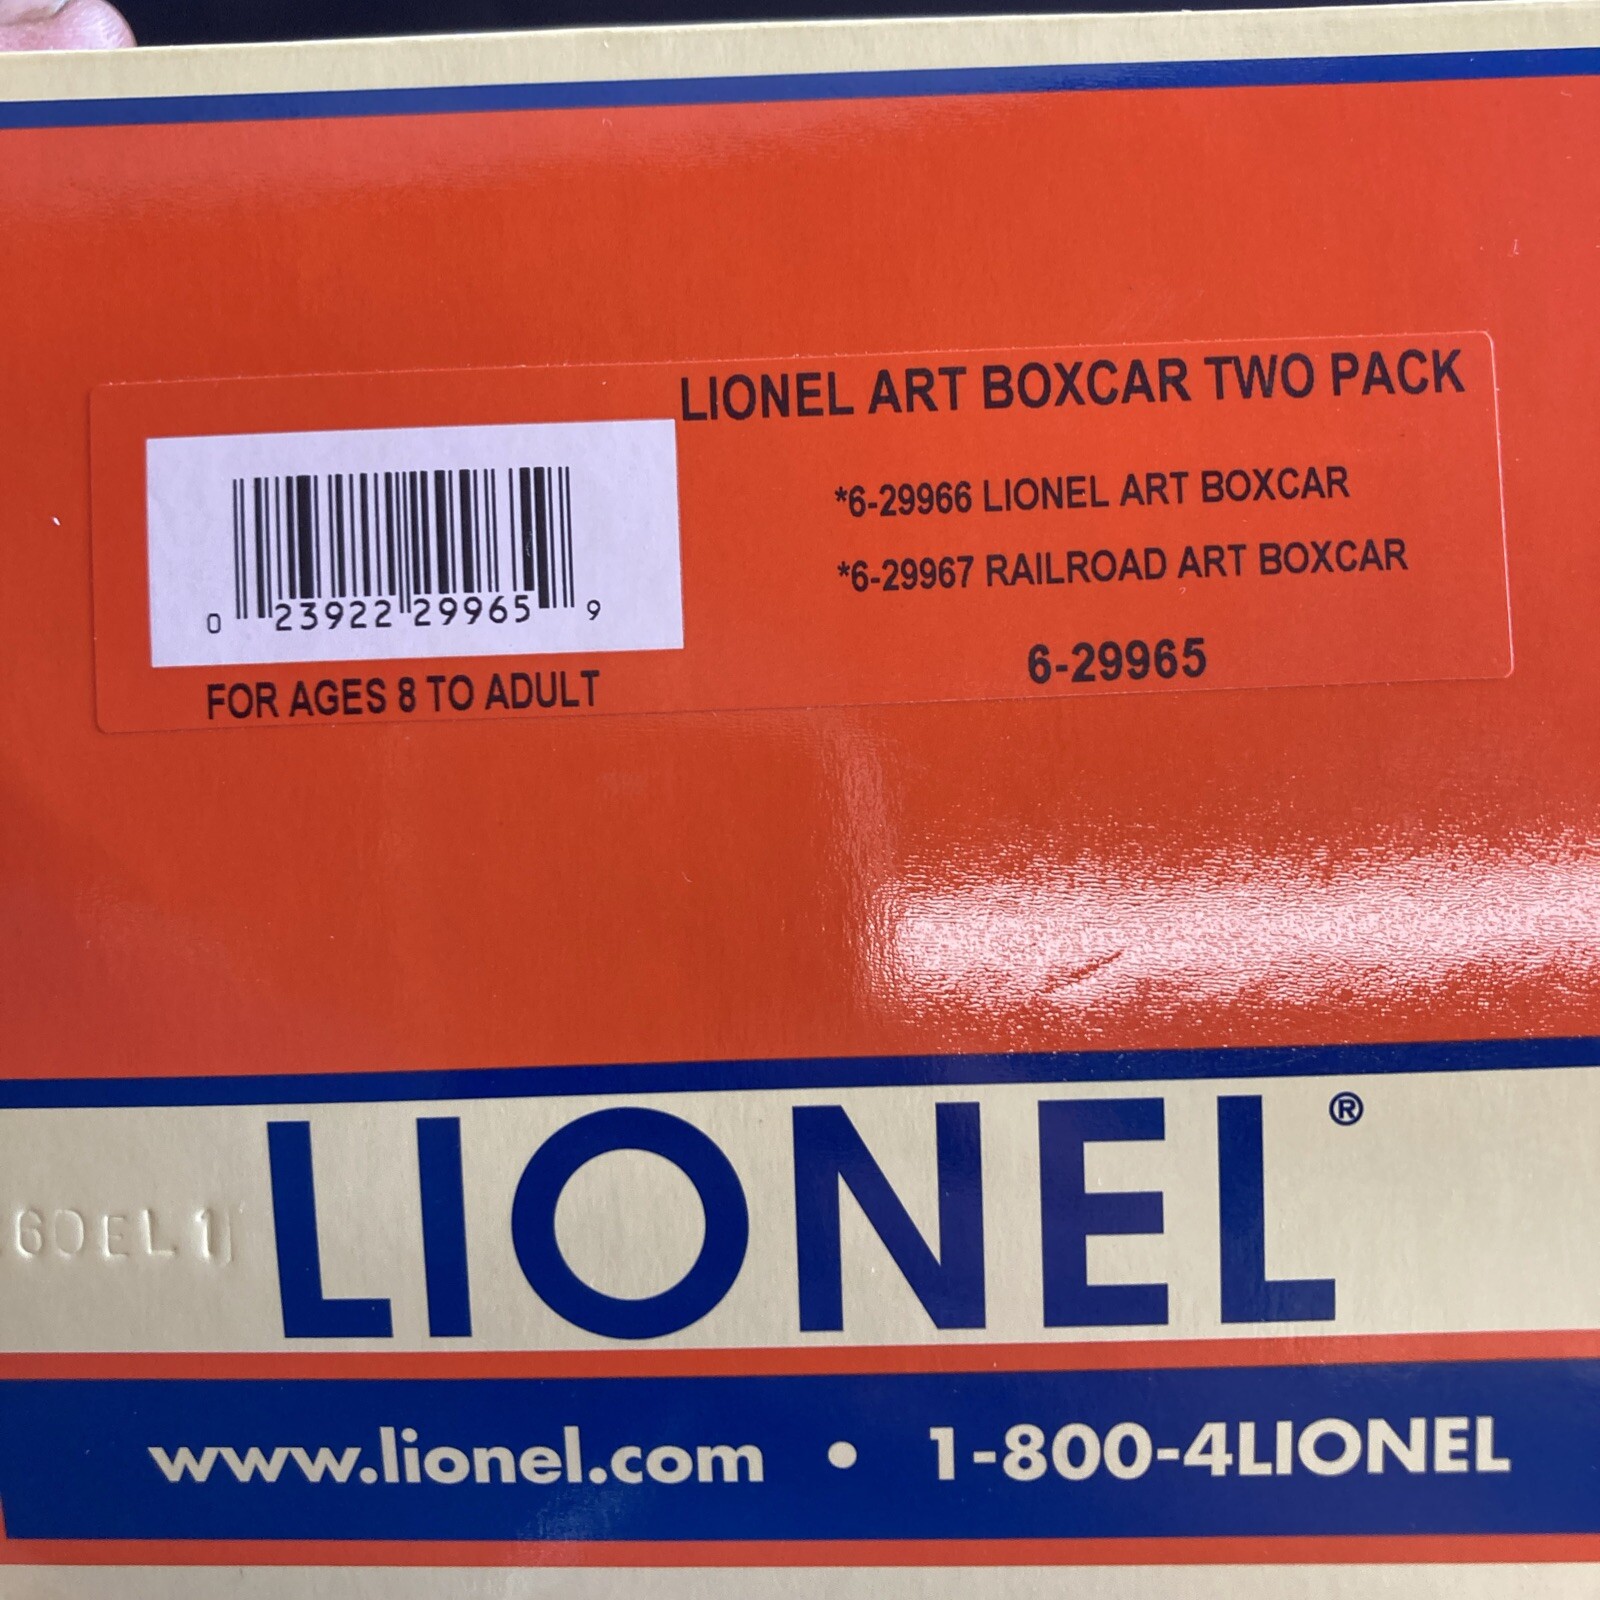 LIONEL ART BOXCAR TWO PACK
*6-29966 LIONEL ART BOXCAR
*6-29967 RAILROAD ART BOXCAR
6-29965
0 23922 29965 9
FOR AGES 8 TO ADULT
LIONEL®
www.lionel.com • 1-800-4LIONEL